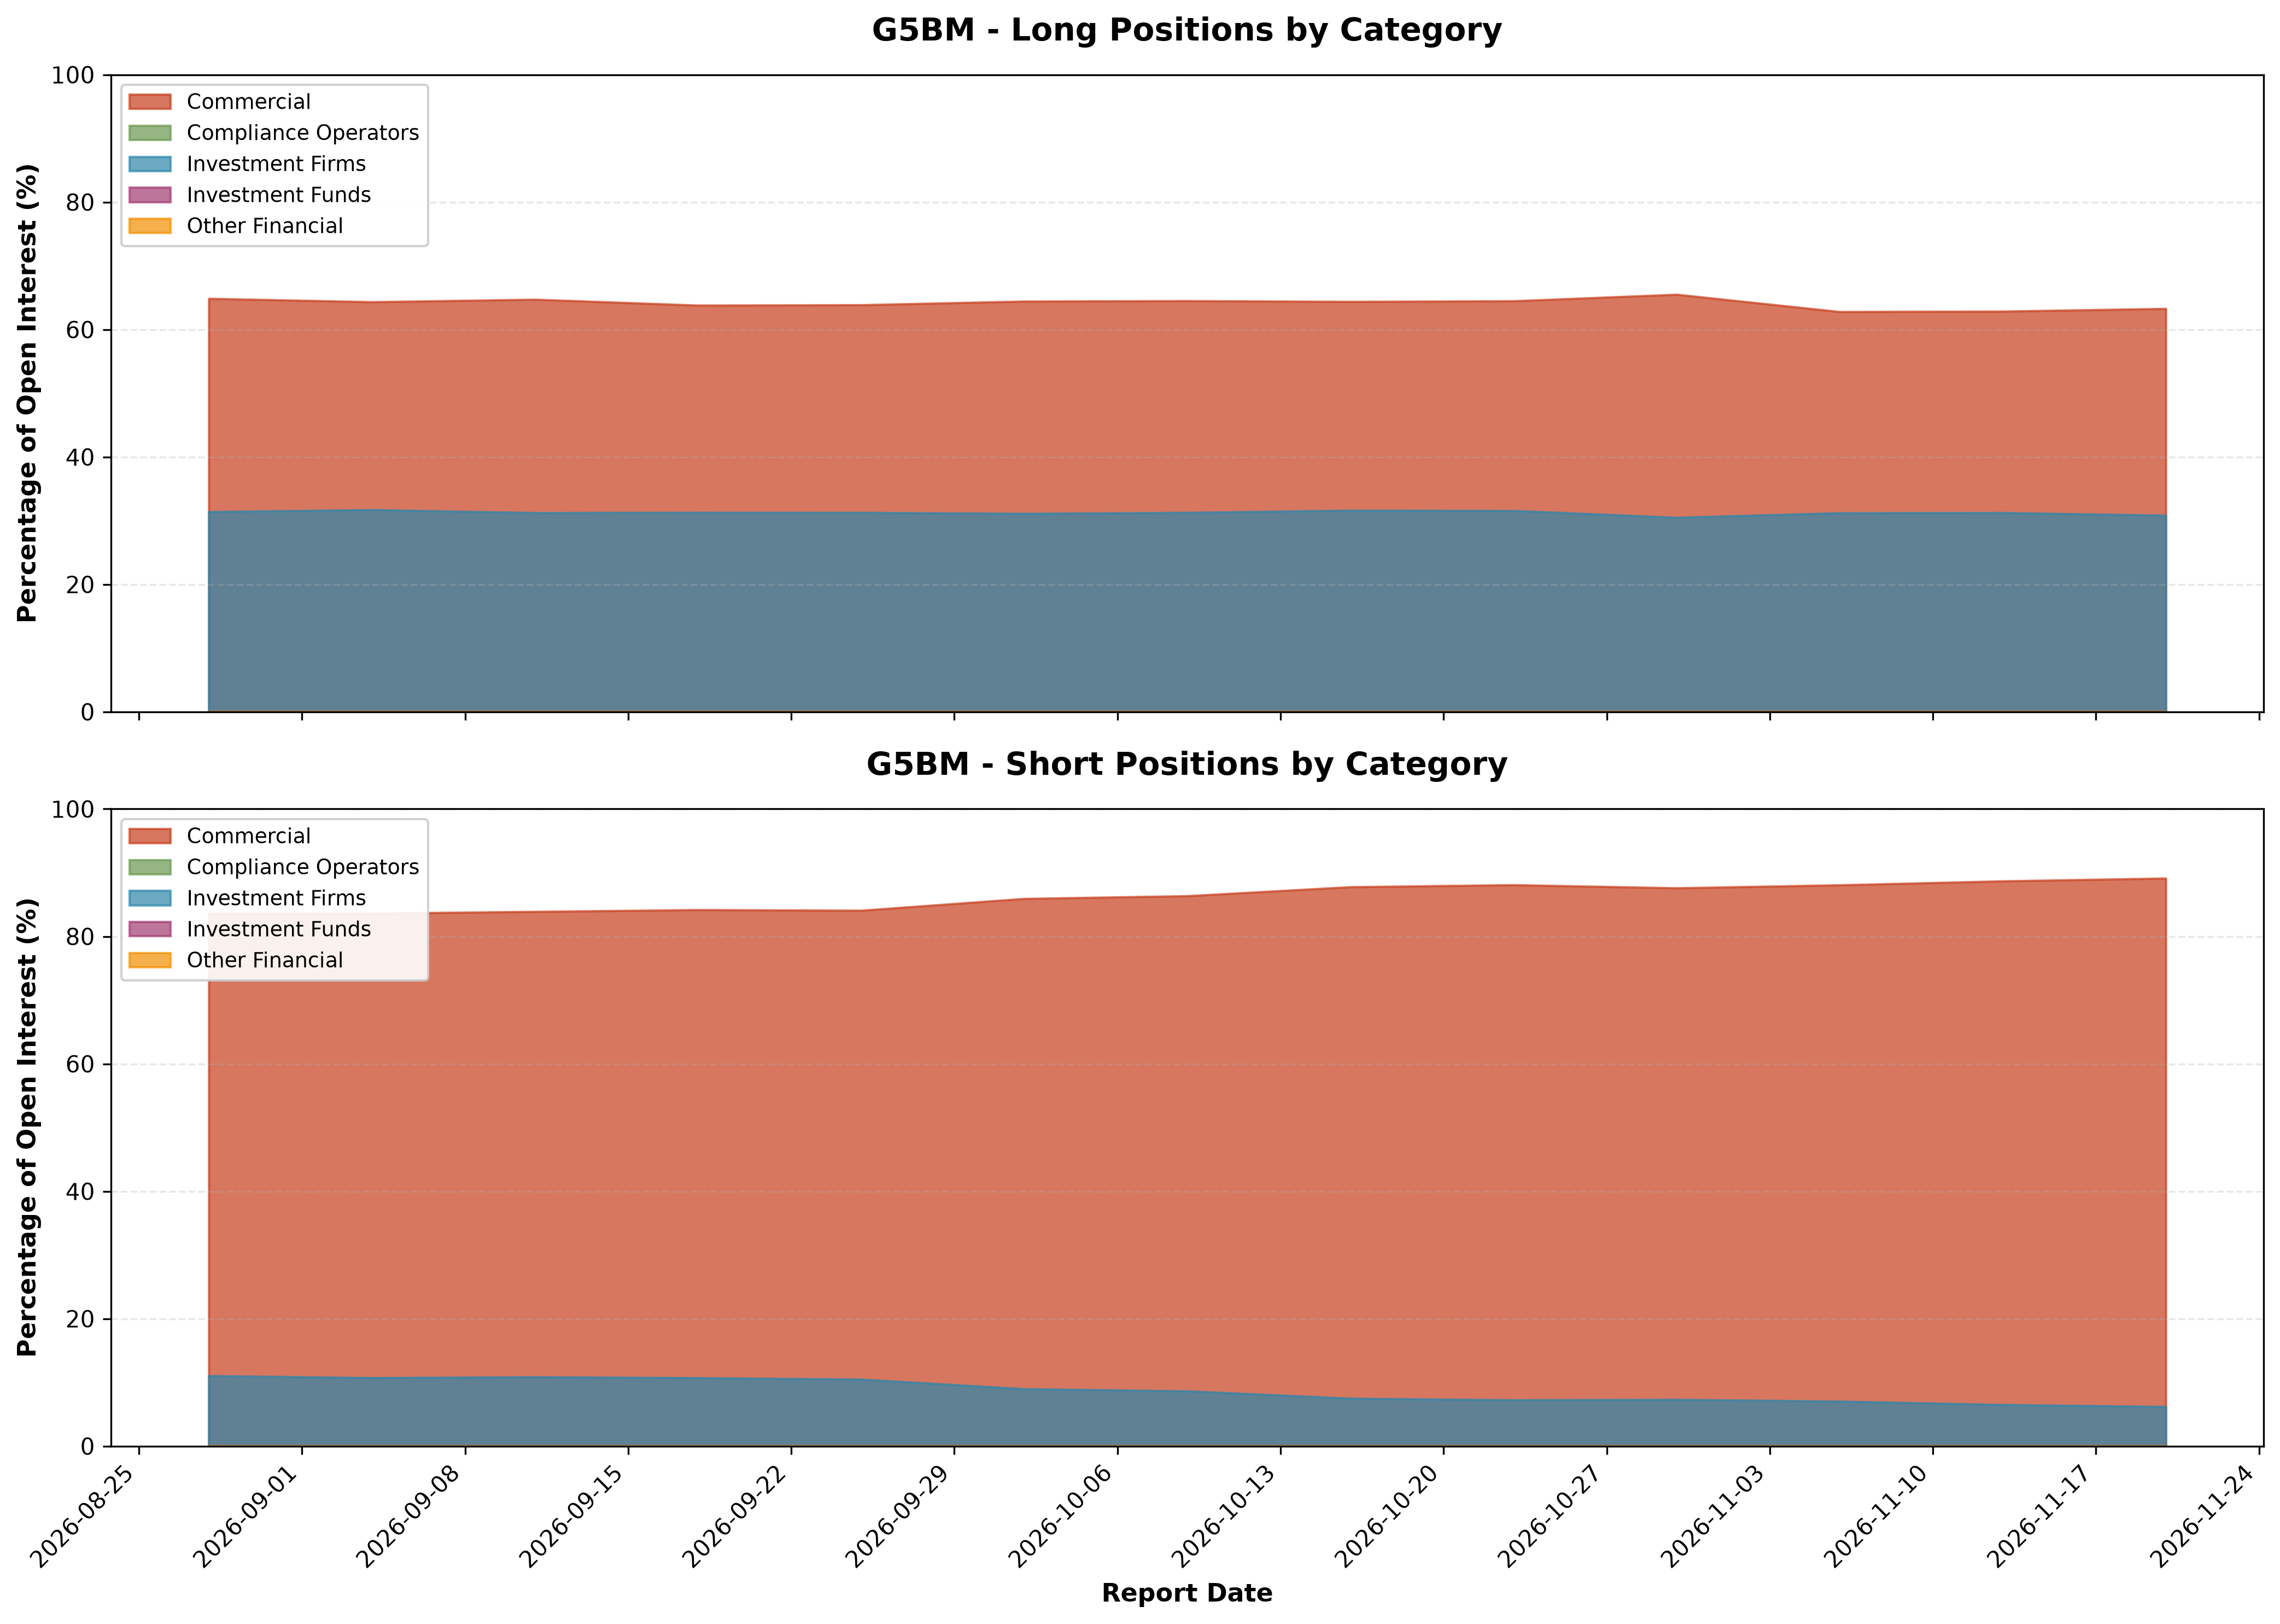 G5BM - Long Positions by Category
Percentage of Open Interest (%)
100
80
60
40
20
0
Commercial
Compliance Operators
Investment Firms
Investment Funds
Other Financial
G5BM - Short Positions by Category
Percentage of Open Interest (%)
100
80
60
40
20
0
Commercial
Compliance Operators
Investment Firms
Investment Funds
Other Financial
2026-08-25
2026-09-01
2026-09-08
2026-09-15
2026-09-22
2026-09-29
2026-10-06
2026-10-13
2026-10-20
2026-10-27
2026-11-03
2026-11-10
2026-11-17
2026-11-24
Report Date